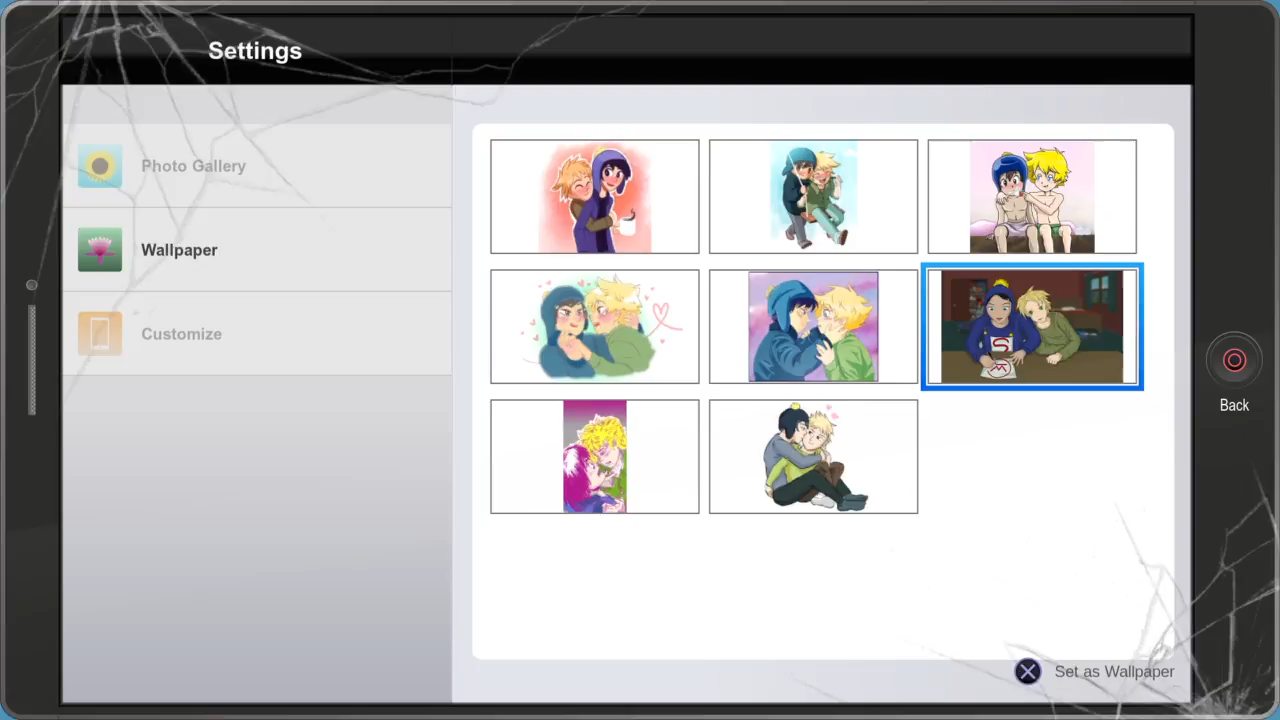 Settings
Photo Gallery
Wallpaper
Customize
Back
Set as Wallpaper